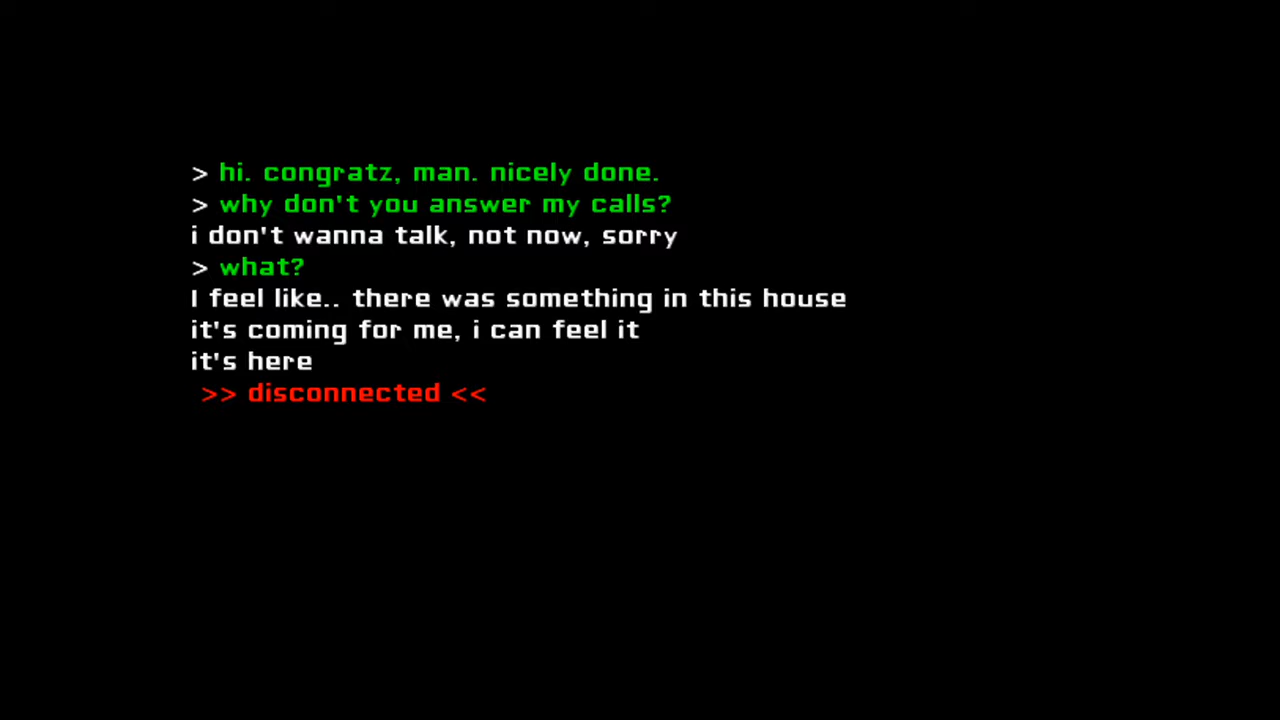 > hi. congratz, man. nicely done.
> why don't you answer my calls?
i don't wanna talk, not now, sorry
> what?
I feel like.. there was something in this house
it's coming for me, i can feel it
it's here
>> disconnected <<